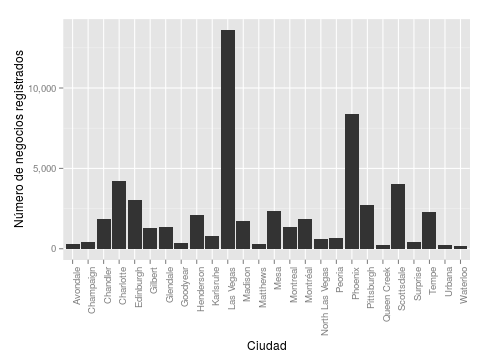 Número de negocios registrados
10,000
5,000
0
Avondale
Champaign
Chandler
Charlotte
Edinburgh
Gilbert
Glendale
Goodyear
Henderson
Karlsruhe
Las Vegas
Madison
Matthews
Mesa
Montreal
Montréal
North Las Vegas
Peoria
Phoenix
Pittsburgh
Queen Creek
Scottsdale
Surprise
Tempe
Urbana
Waterloo
Ciudad